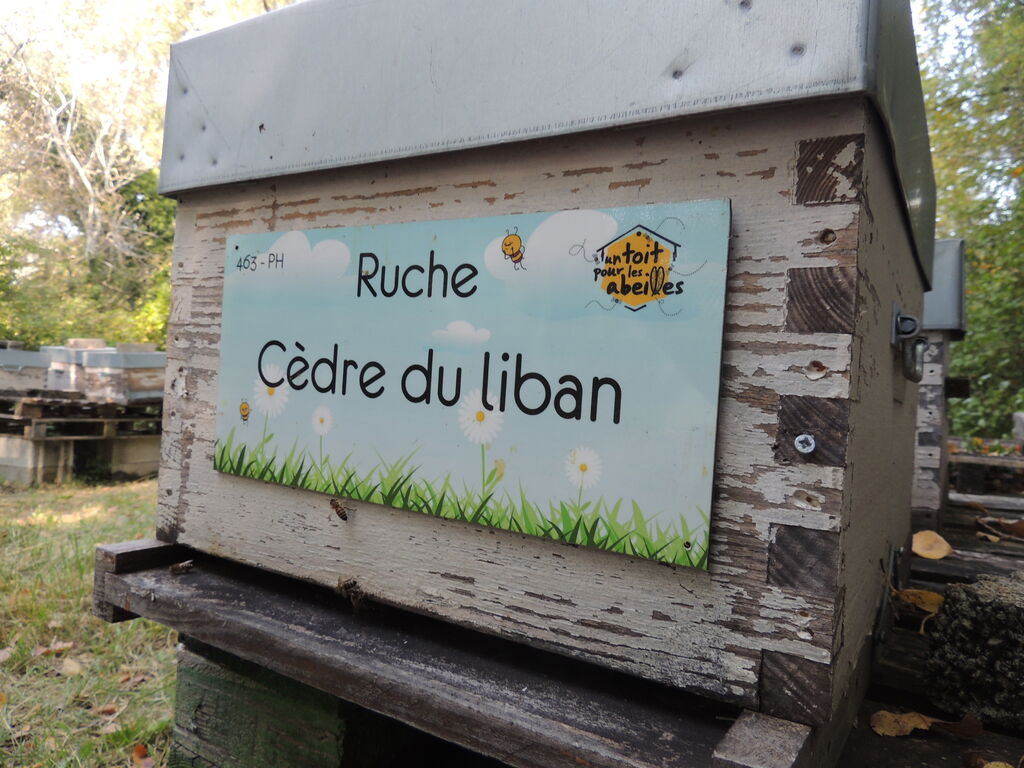 463 - PH
Ruche
un toit
pour les
abeilles
Cèdre du liban